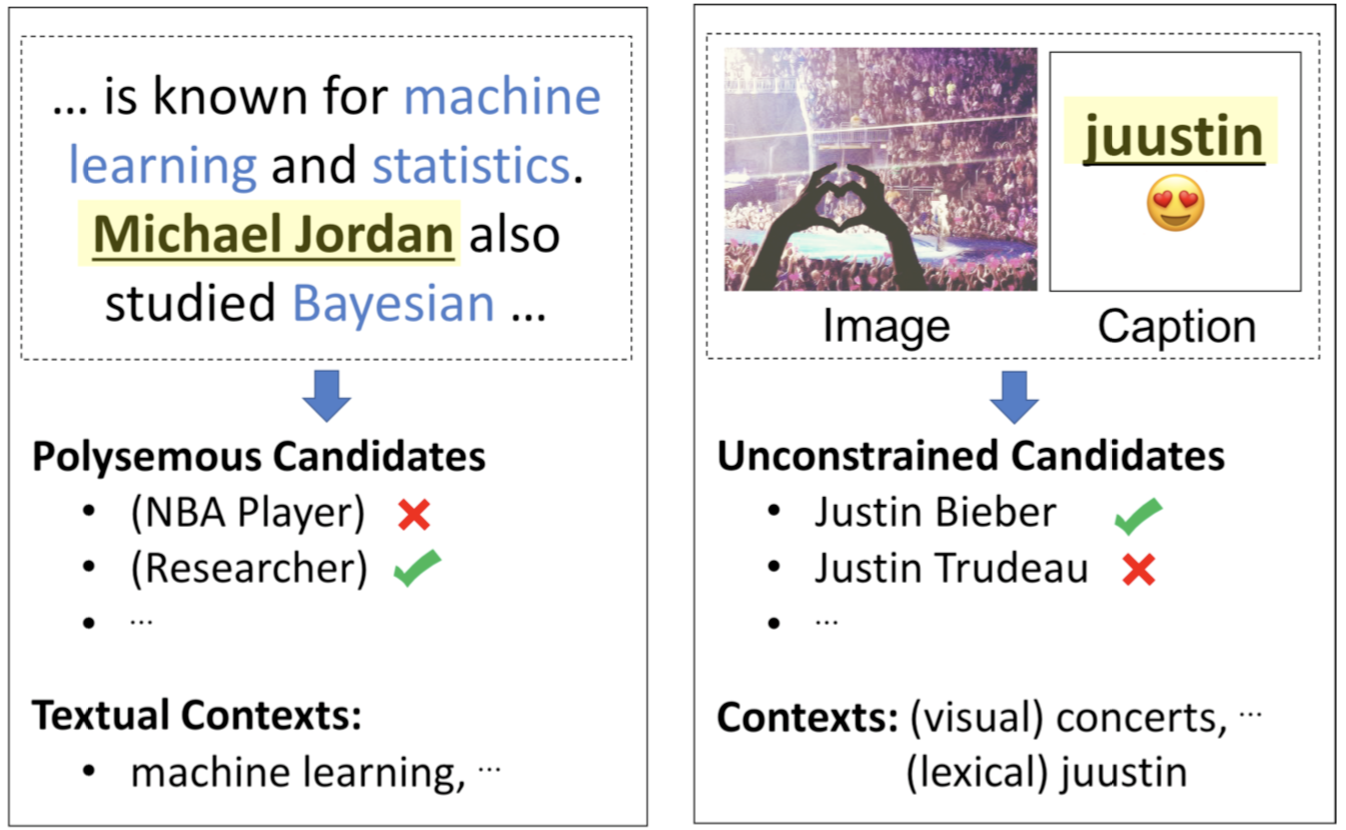 ... is known for machine
learning and statistics.
Michael Jordan also
studied Bayesian ...
Polysemous Candidates
• (NBA Player) ❌
• (Researcher) ✔
• ...
Textual Contexts:
• machine learning, ...
juustin
😍
Image
Caption
Unconstrained Candidates
• Justin Bieber ✔
• Justin Trudeau ❌
• ...
Contexts: (visual) concerts, ...
(lexical) juustin